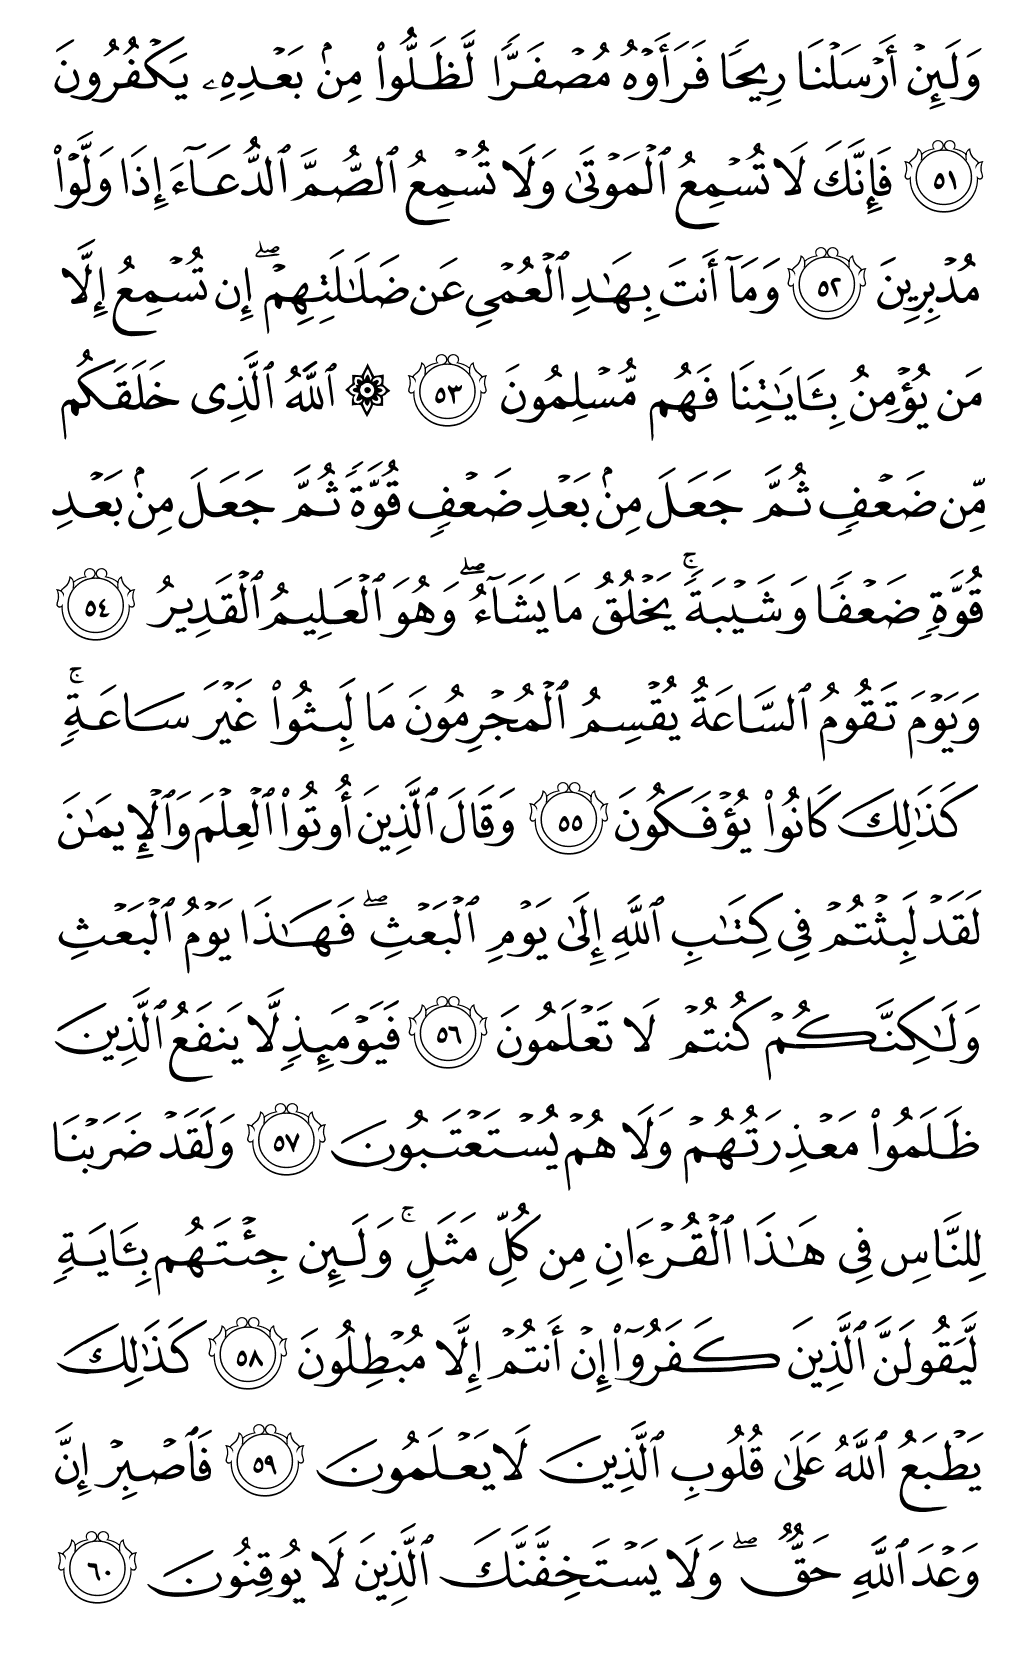 وَلَئِنْ أَرْسَلْنَا رِيحًا فَرَأَوْهُ مُصْفَرًّا لَّظَلُّوا۟ مِنۢ بَعْدِهِۦ يَكْفُرُونَ
٥١ فَإِنَّكَ لَا تُسْمِعُ ٱلْمَوْتَىٰ وَلَا تُسْمِعُ ٱلصُّمَّ ٱلدُّعَآءَ إِذَا وَلَّوْا۟
مُدْبِرِينَ ٥٢ وَمَآ أَنتَ بِهَـٰدِ ٱلْعُمْىِ عَن ضَلَـٰلَتِهِمْ ۖ إِن تُسْمِعُ إِلَّا
مَن يُؤْمِنُ بِـَٔايَـٰتِنَا فَهُم مُّسْلِمُونَ ٥٣ ۞ ٱللَّهُ ٱلَّذِى خَلَقَكُم
مِّن ضَعْفٍ ثُمَّ جَعَلَ مِنۢ بَعْدِ ضَعْفٍ قُوَّةً ثُمَّ جَعَلَ مِنۢ بَعْدِ
قُوَّةٍ ضَعْفًا وَشَيْبَةً ۚ يَخْلُقُ مَا يَشَآءُ ۖ وَهُوَ ٱلْعَلِيمُ ٱلْقَدِيرُ ٥٤
وَيَوْمَ تَقُومُ ٱلسَّاعَةُ يُقْسِمُ ٱلْمُجْرِمُونَ مَا لَبِثُوا۟ غَيْرَ سَاعَةٍ ۚ
كَذَٰلِكَ كَانُوا۟ يُؤْفَكُونَ ٥٥ وَقَالَ ٱلَّذِينَ أُوتُوا۟ ٱلْعِلْمَ وَٱلْإِيمَـٰنَ
لَقَدْ لَبِثْتُمْ فِى كِتَـٰبِ ٱللَّهِ إِلَىٰ يَوْمِ ٱلْبَعْثِ ۖ فَهَـٰذَا يَوْمُ ٱلْبَعْثِ
وَلَـٰكِنَّكُمْ كُنتُمْ لَا تَعْلَمُونَ ٥٦ فَيَوْمَئِذٍ لَّا يَنفَعُ ٱلَّذِينَ
ظَلَمُوا۟ مَعْذِرَتُهُمْ وَلَا هُمْ يُسْتَعْتَبُونَ ٥٧ وَلَقَدْ ضَرَبْنَا
لِلنَّاسِ فِى هَـٰذَا ٱلْقُرْءَانِ مِن كُلِّ مَثَلٍ ۚ وَلَئِن جِئْتَهُم بِـَٔايَةٍ
لَّيَقُولَنَّ ٱلَّذِينَ كَفَرُوٓا۟ إِنْ أَنتُمْ إِلَّا مُبْطِلُونَ ٥٨ كَذَٰلِكَ
يَطْبَعُ ٱللَّهُ عَلَىٰ قُلُوبِ ٱلَّذِينَ لَا يَعْلَمُونَ ٥٩ فَٱصْبِرْ إِنَّ
وَعْدَ ٱللَّهِ حَقٌّ ۖ وَلَا يَسْتَخِفَّنَّكَ ٱلَّذِينَ لَا يُوقِنُونَ ٦٠